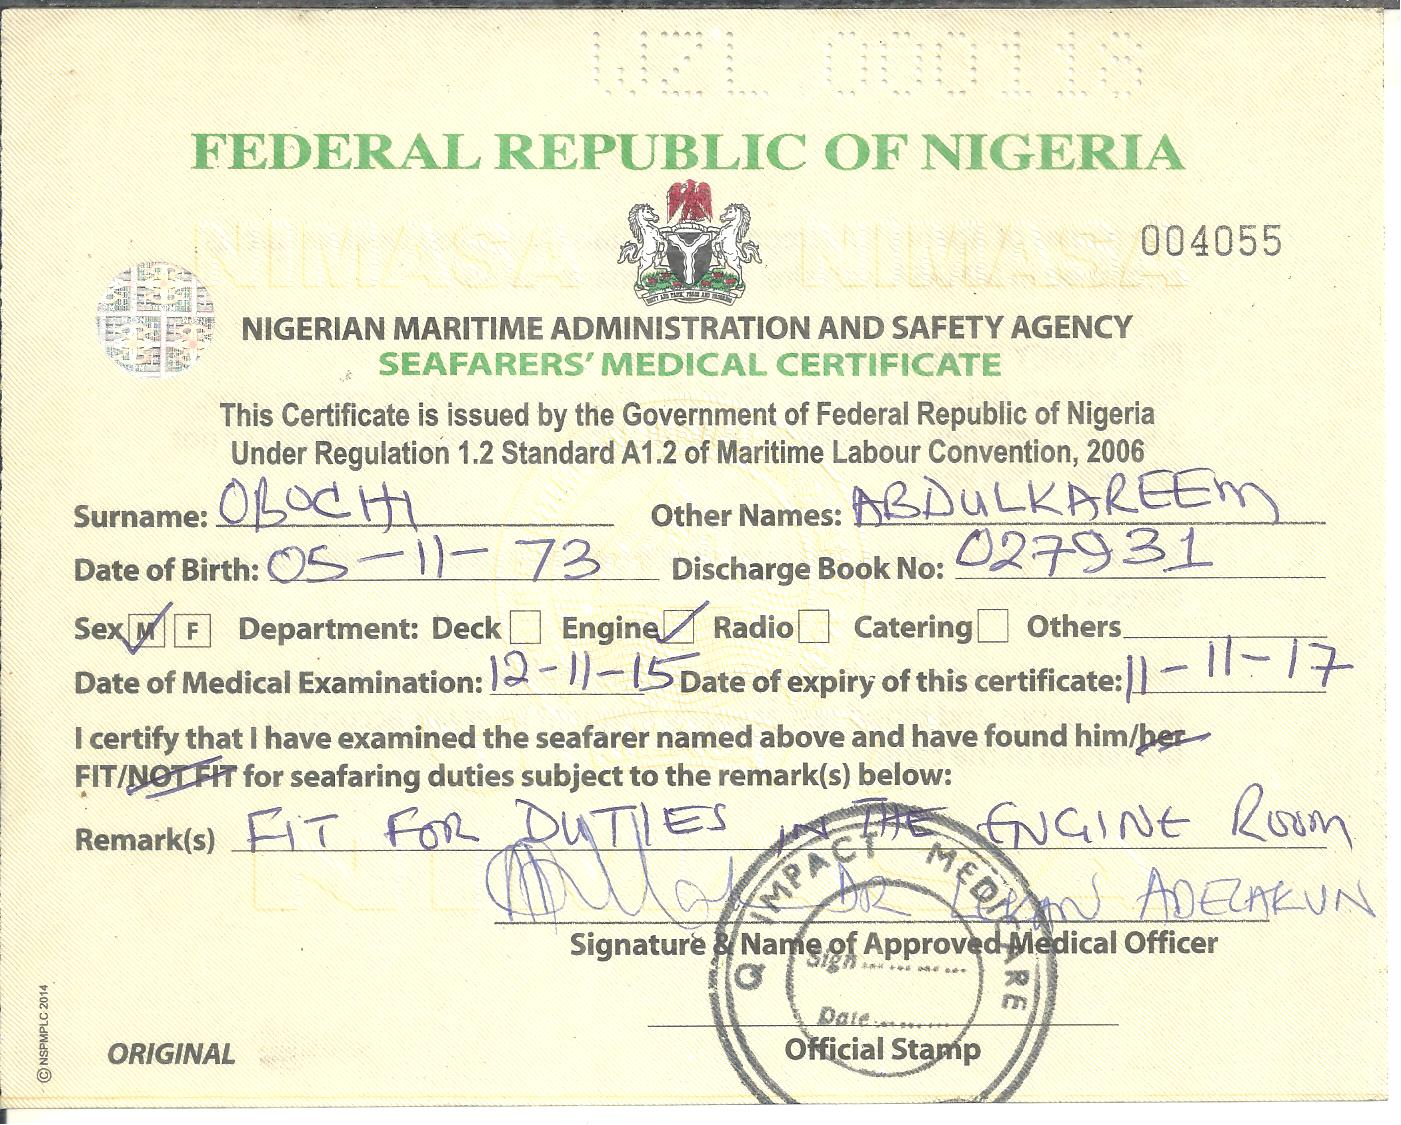 UZL 000118
FEDERAL REPUBLIC OF NIGERIA
004055
NIGERIAN MARITIME ADMINISTRATION AND SAFETY AGENCY
SEAFARERS' MEDICAL CERTIFICATE
This Certificate is issued by the Government of Federal Republic of Nigeria
Under Regulation 1.2 Standard A1.2 of Maritime Labour Convention, 2006
Surname: OBOCHI Other Names: ABDULKAREEM
Date of Birth: 05-11-73 Discharge Book No: 027931
Sex M F Department: Deck Engine Radio Catering Others
Date of Medical Examination: 12-11-15 Date of expiry of this certificate: 11-11-17
I certify that I have examined the seafarer named above and have found him/her
FIT/NOT FIT for seafaring duties subject to the remark(s) below:
Remark(s) FIT FOR DUTIES IN THE ENGINE ROOM
DR
Signature & Name of Approved Medical Officer
Q IMPACT MEDICARE
Sign
Date
Official Stamp
ORIGINAL
© NSPMPLC 2014